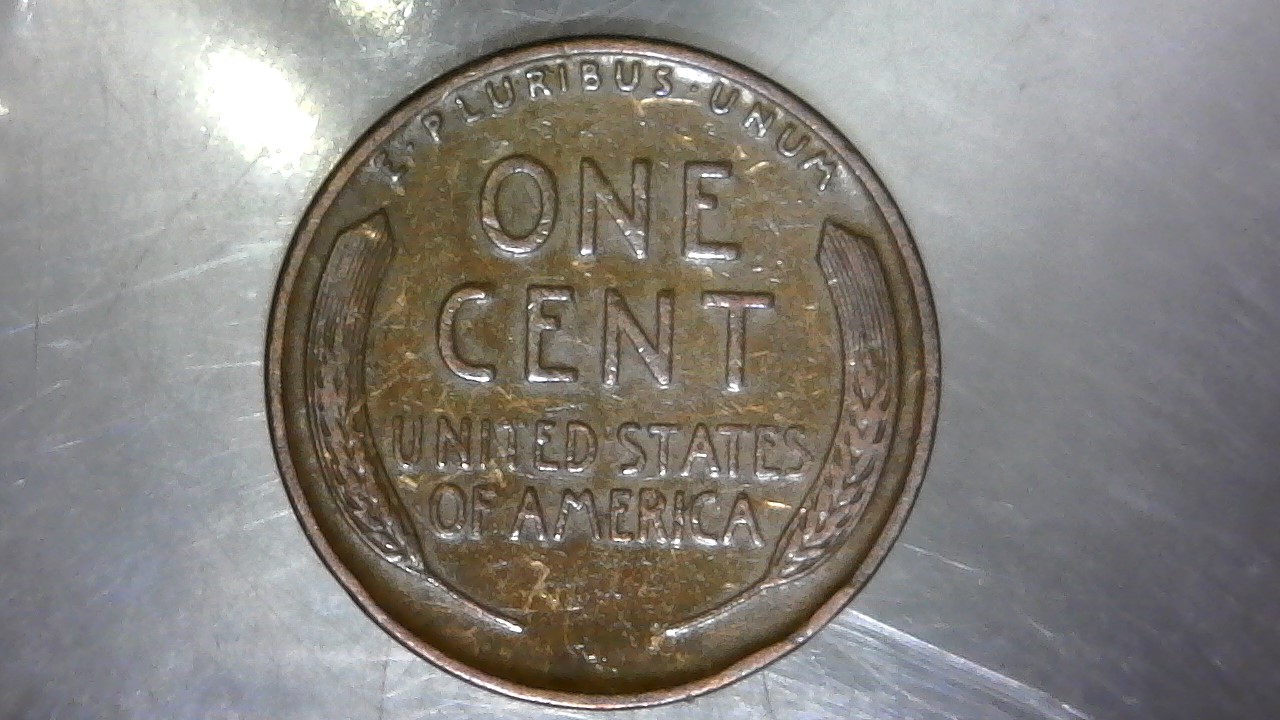 E·PLURIBUS·UNUM
ONE
CENT
UNITED STATES
OF AMERICA